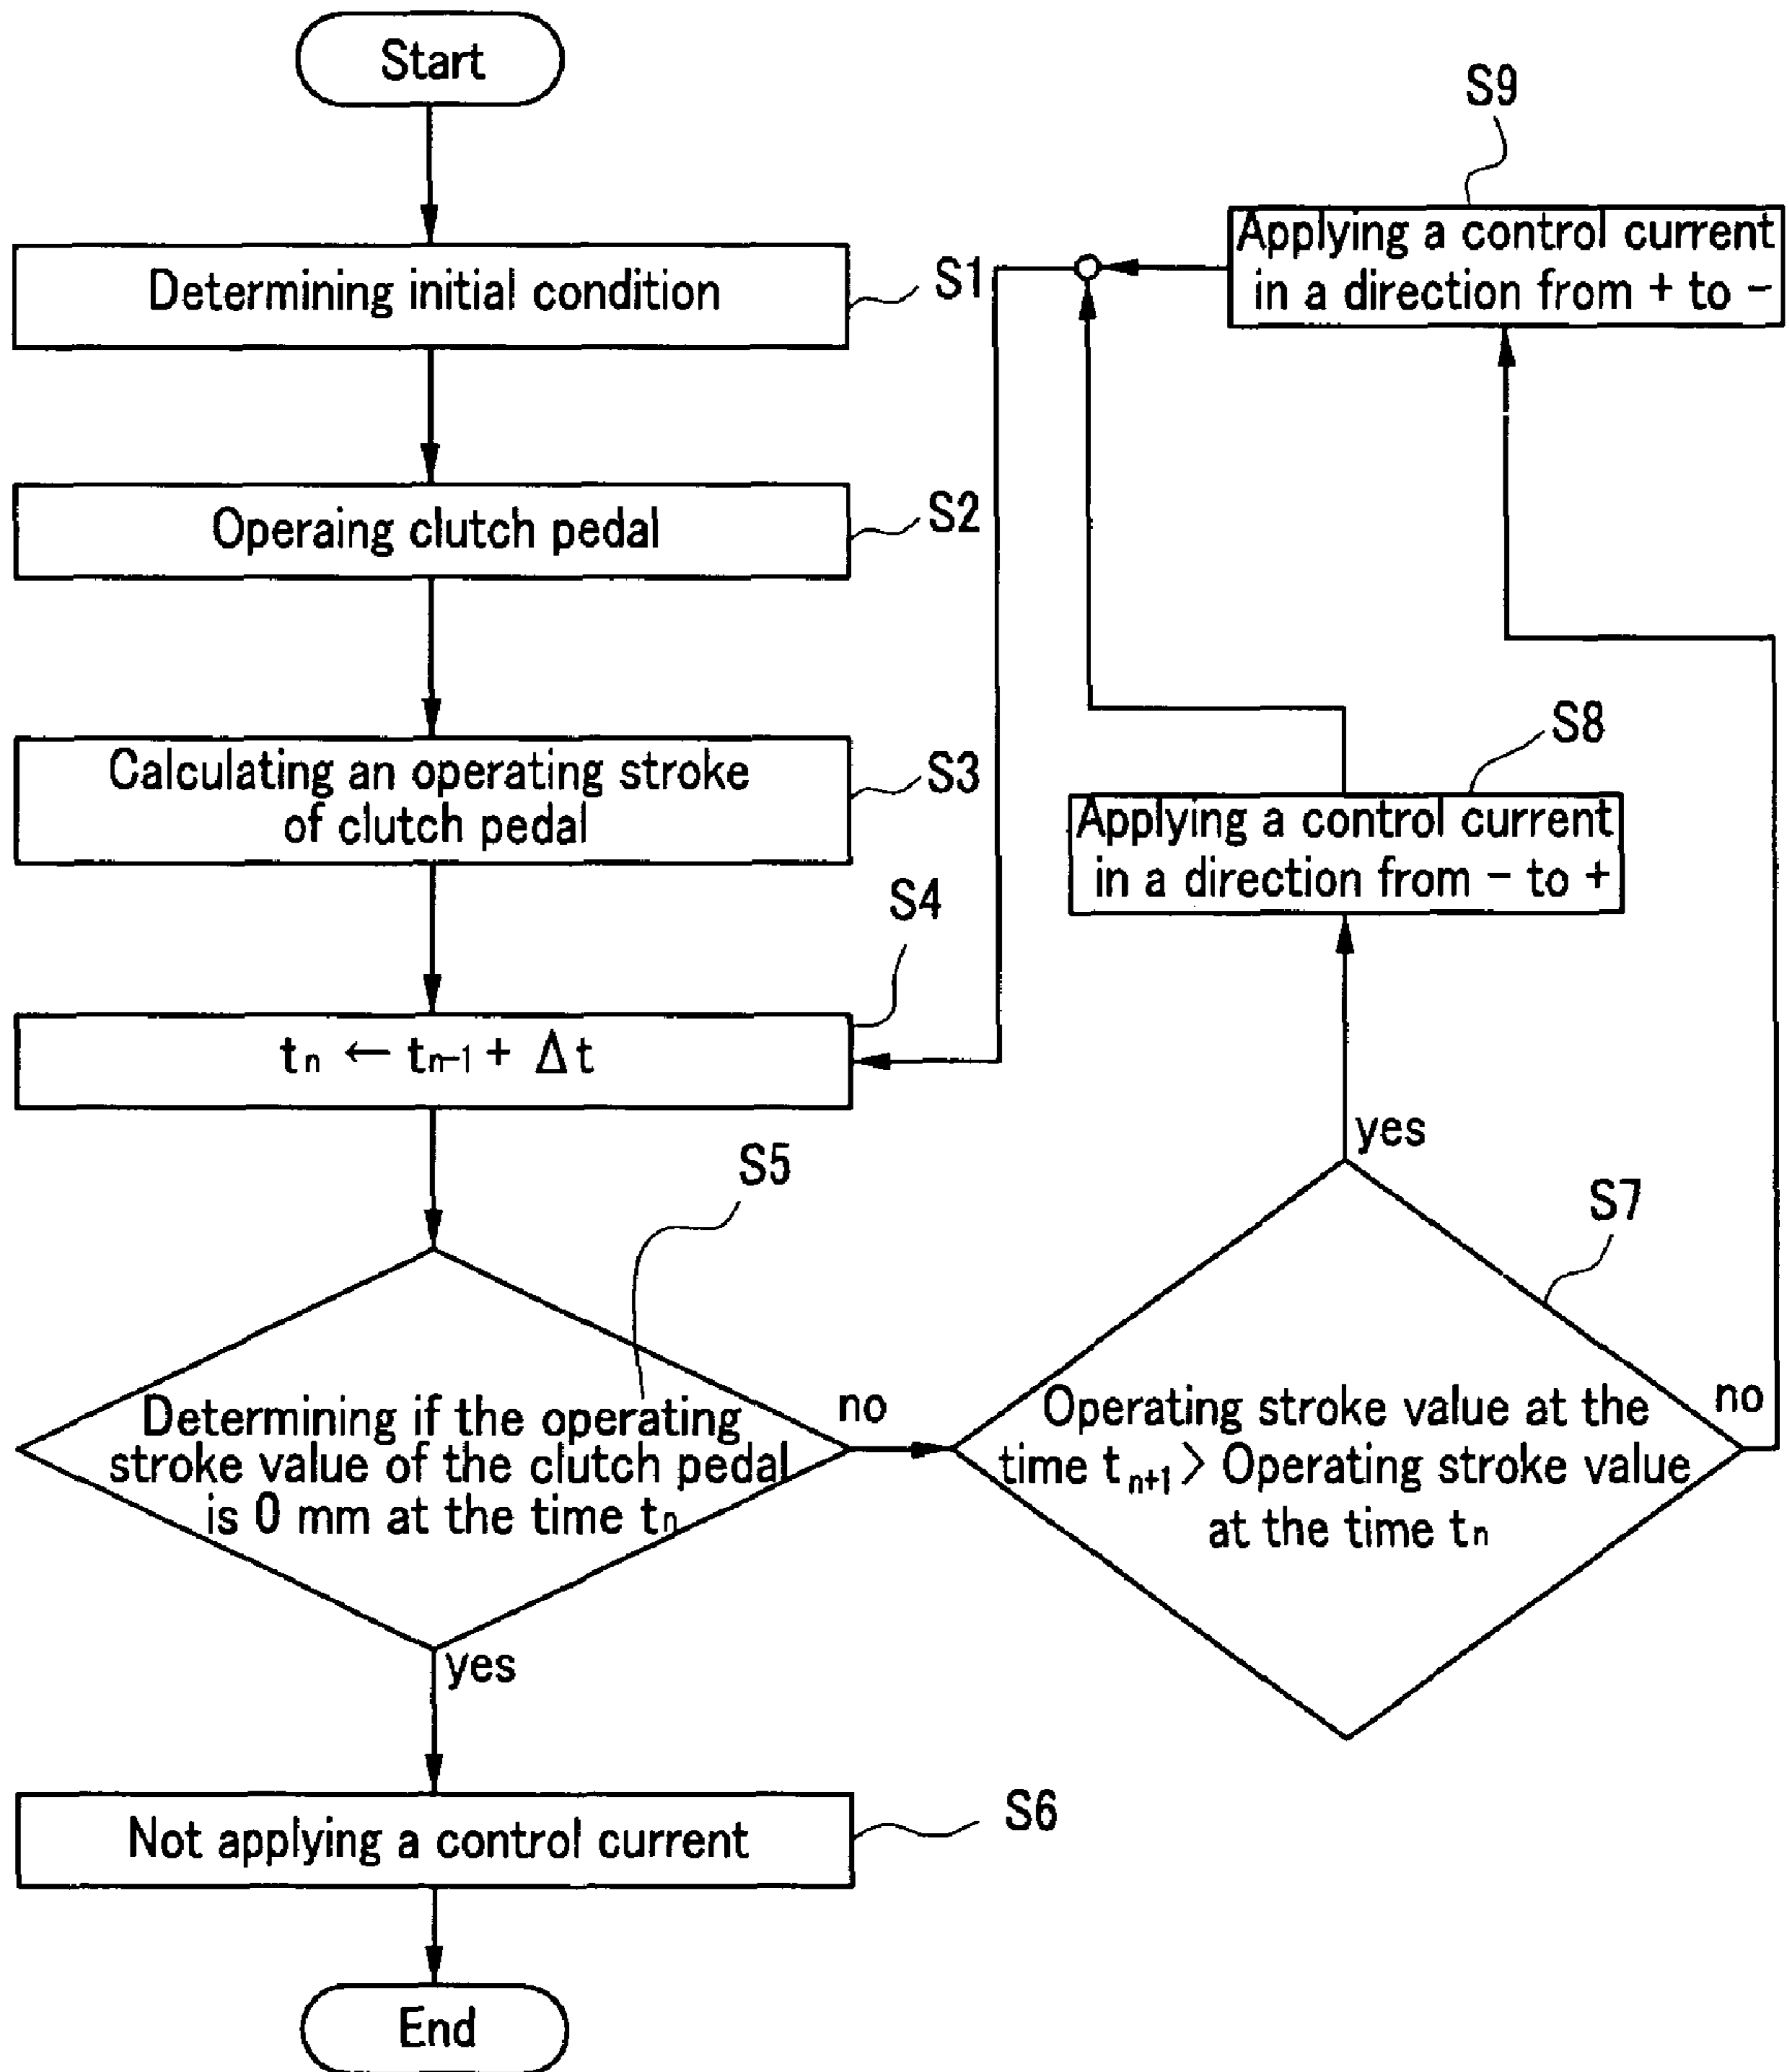 Start
Determining initial condition
S1
Operaing clutch pedal
S2
Calculating an operating stroke
of clutch pedal
S3
S4
tn ← tn-1 + Δt
S5
Determining if the operating
stroke value of the clutch pedal
is 0 mm at the time tn
no
yes
Not applying a control current
S6
End
S7
Operating stroke value at the
time tn+1 > Operating stroke value
at the time tn
yes
no
S8
Applying a control current
in a direction from - to +
S9
Applying a control current
in a direction from + to -